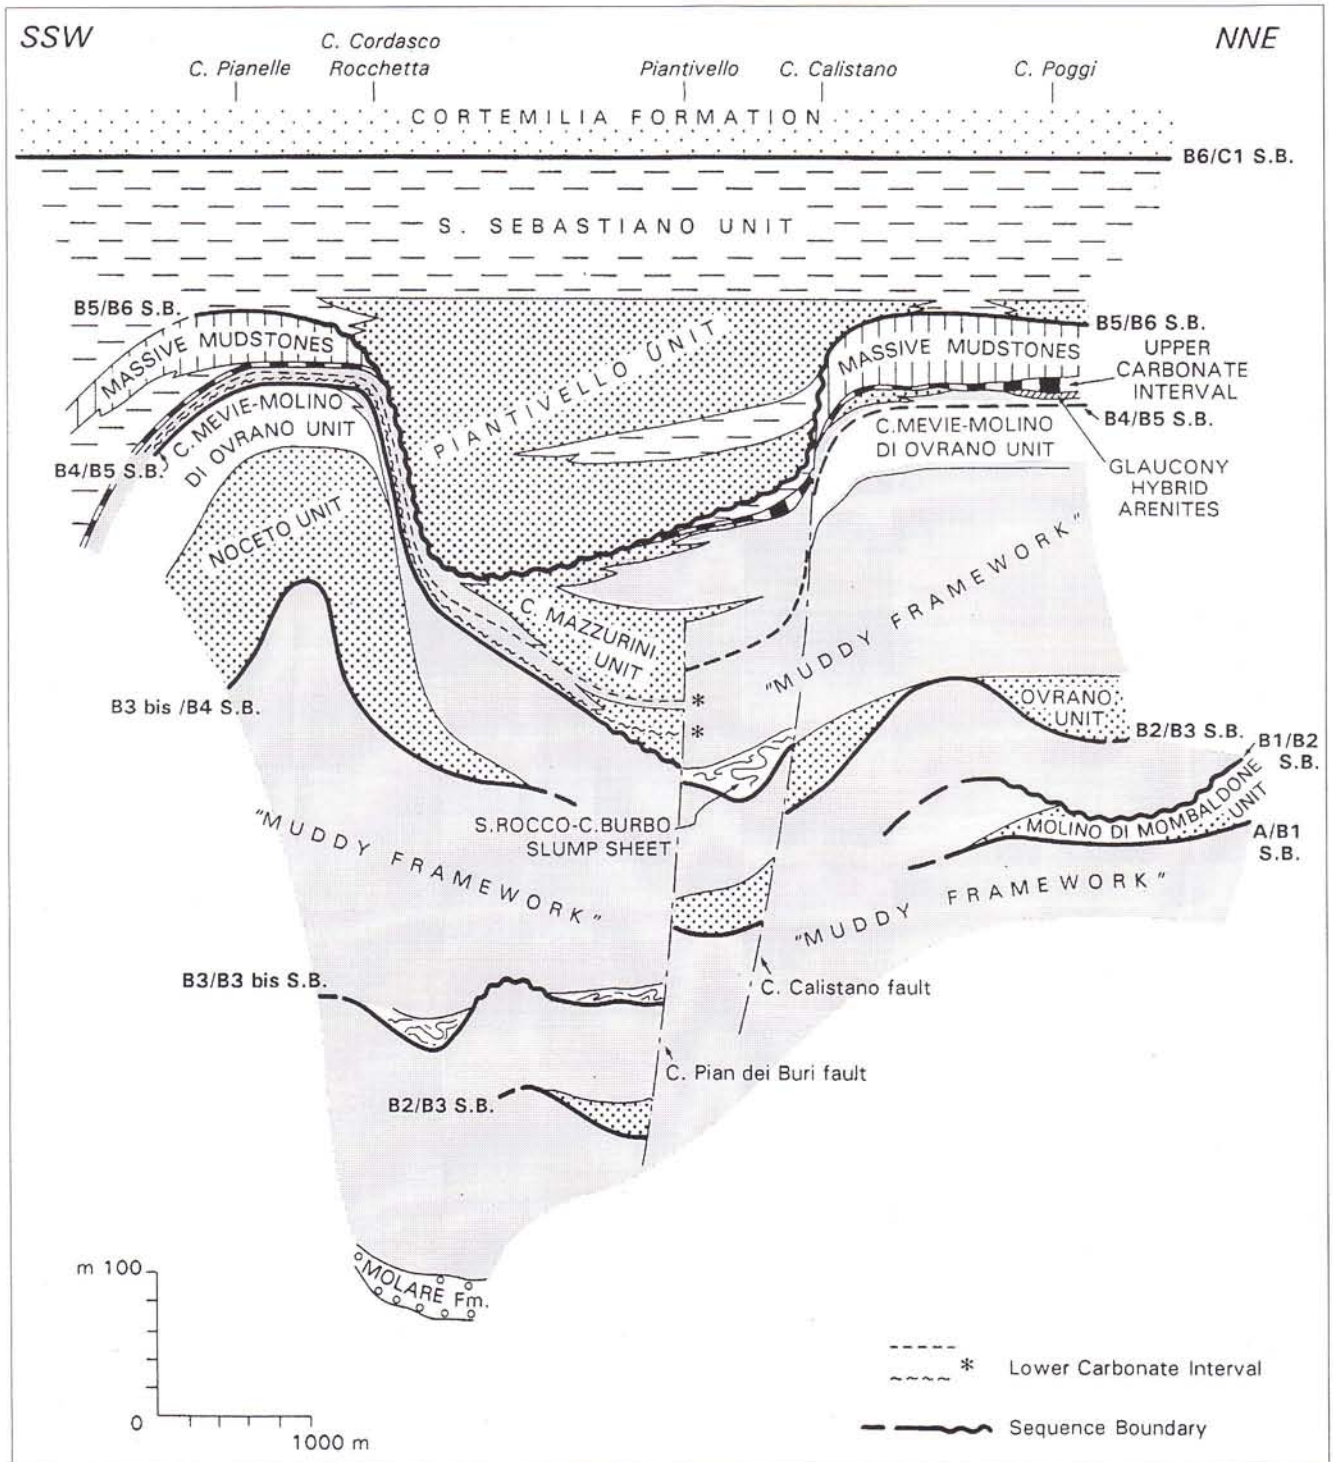 SSW
NNE
C. Pianelle
C. Cordasco
Rocchetta
Piantivello
C. Calistano
C. Poggi
CORTEMILIA FORMATION
B6/C1 S.B.
S. SEBASTIANO UNIT
B5/B6 S.B.
MASSIVE MUDSTONES
PIANTIVELLO UNIT
MASSIVE MUDSTONES
B5/B6 S.B.
UPPER
CARBONATE
INTERVAL
B4/B5 S.B.
C. MEVIE-MOLINO
DI OVRANO UNIT
B4/B5 S.B.
C. MEVIE-MOLINO
DI OVRANO UNIT
GLAUCONY
HYBRID
ARENITES
NOCETO UNIT
C. MAZZURINI
UNIT
"MUDDY FRAMEWORK"
*
*
B3 bis /B4 S.B.
OVRANO
UNIT
B2/B3 S.B.
B1/B2
S.B.
S.ROCCO-C.BURBO
SLUMP SHEET
MOLINO DI MOMBALDONE
UNIT
A/B1
S.B.
"MUDDY FRAMEWORK"
"MUDDY FRAMEWORK"
B3/B3 bis S.B.
C. Calistano fault
C. Pian dei Buri fault
B2/B3 S.B.
MOLARE Fm.
m 100
0
1000 m
* Lower Carbonate Interval
Sequence Boundary